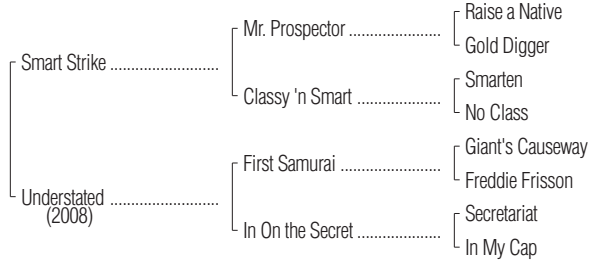 Raise a Native
Mr. Prospector ......................
Gold Digger
Smart Strike ..........................
Smarten
Classy 'n Smart ....................
No Class
Giant's Causeway
First Samurai ........................
Freddie Frisson
Understated ..........................
(2008)
Secretariat
In On the Secret ....................
In My Cap